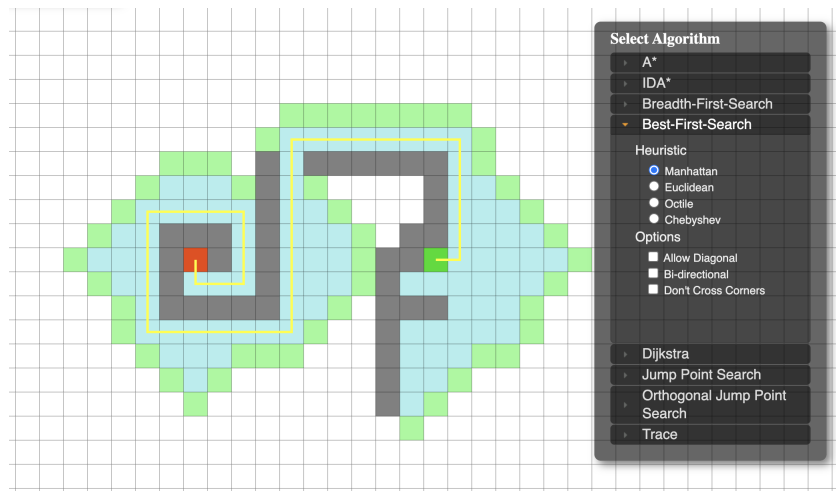 Select Algorithm
A*
IDA*
Breadth-First-Search
Best-First-Search
Heuristic
Manhattan
Euclidean
Octile
Chebyshev
Options
Allow Diagonal
Bi-directional
Don't Cross Corners
Dijkstra
Jump Point Search
Orthogonal Jump Point
Search
Trace